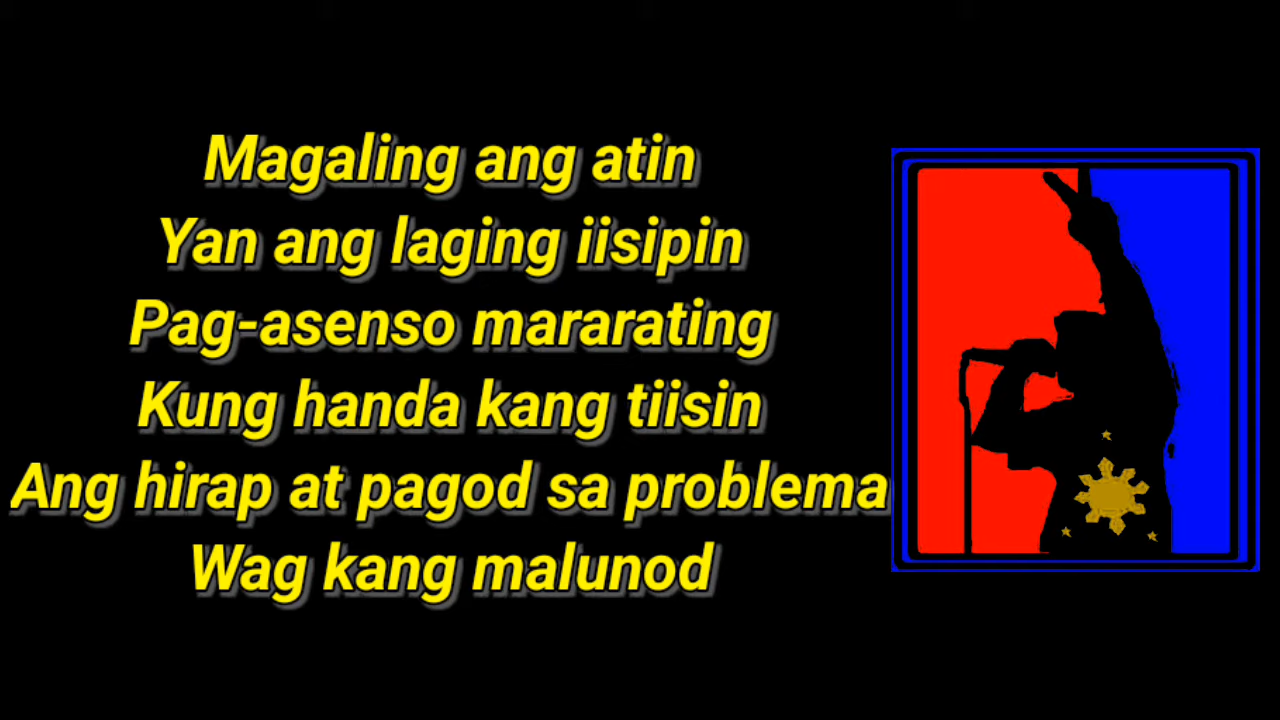 Magaling ang atin
Yan ang laging iisipin
Pag-asenso mararating
Kung handa kang tiisin
Ang hirap at pagod sa problema
Wag kang malunod